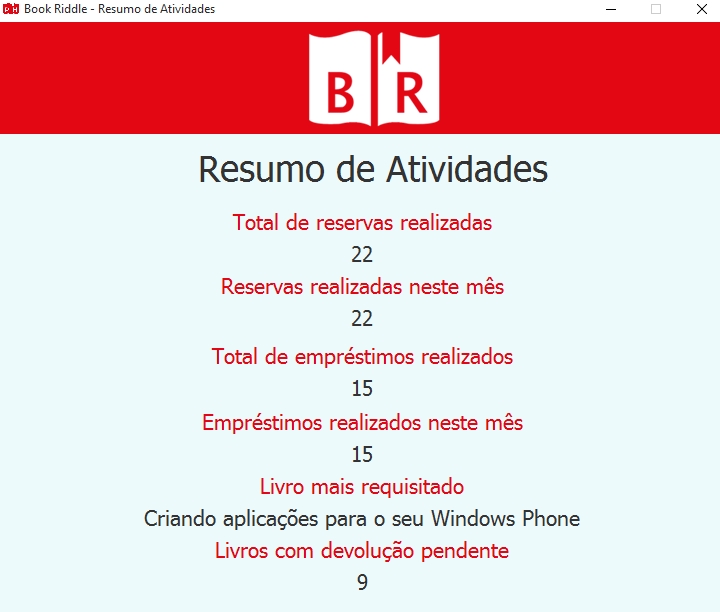 Book Riddle - Resumo de Atividades
B R
Resumo de Atividades
Total de reservas realizadas
22
Reservas realizadas neste mês
22
Total de empréstimos realizados
15
Empréstimos realizados neste mês
15
Livro mais requisitado
Criando aplicações para o seu Windows Phone
Livros com devolução pendente
9